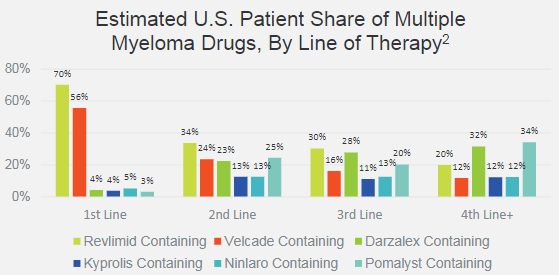 Estimated U.S. Patient Share of Multiple
Myeloma Drugs, By Line of Therapy2
80%
60%
40%
20%
0%
70%
56%
4%
4%
5%
3%
34%
24%
23%
13%
13%
25%
30%
16%
28%
11%
13%
20%
20%
12%
32%
12%
12%
34%
1st Line
2nd Line
3rd Line
4th Line+
Revlimid Containing
Velcade Containing
Darzalex Containing
Kyprolis Containing
Ninlaro Containing
Pomalyst Containing